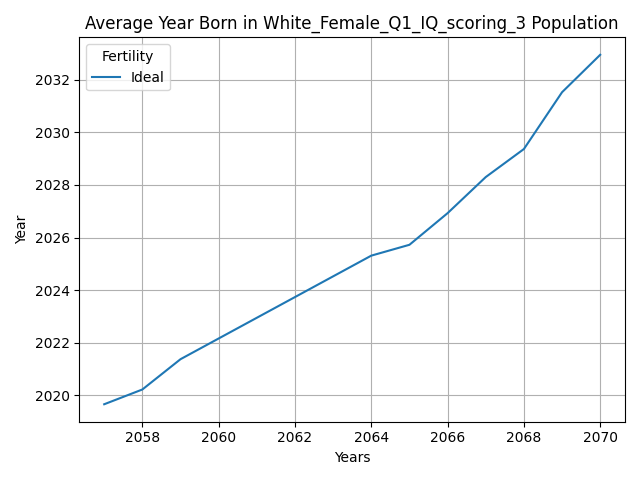 Average Year Born in White_Female_Q1_IQ_scoring_3 Population
Fertility
Ideal
2032
2030
2028
2026
2024
2022
2020
Year
2058 2060 2062 2064 2066 2068 2070
Years